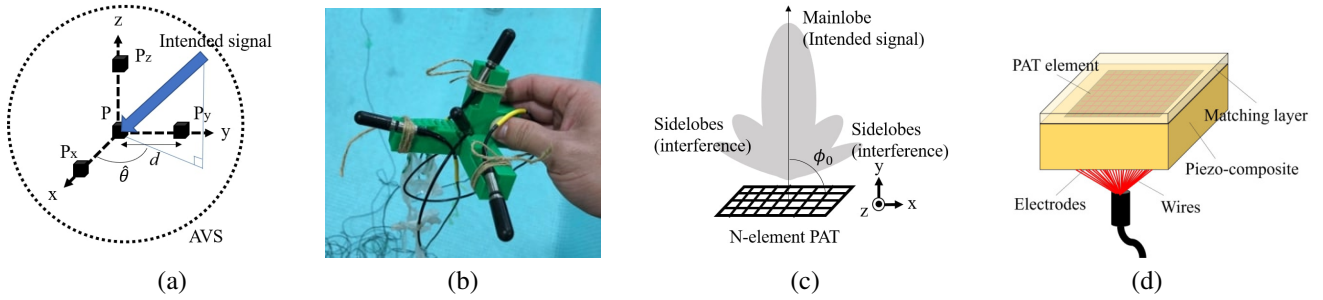 z
Intended signal
Pz
P
Py
y
Px
d
θ̂
x
AVS
(a)
(b)
Mainlobe
(Intended signal)
Sidelobes
(interference)
Sidelobes
(interference)
ϕ0
y
z
x
N-element PAT
(c)
PAT element
Matching layer
Piezo-composite
Electrodes
Wires
(d)